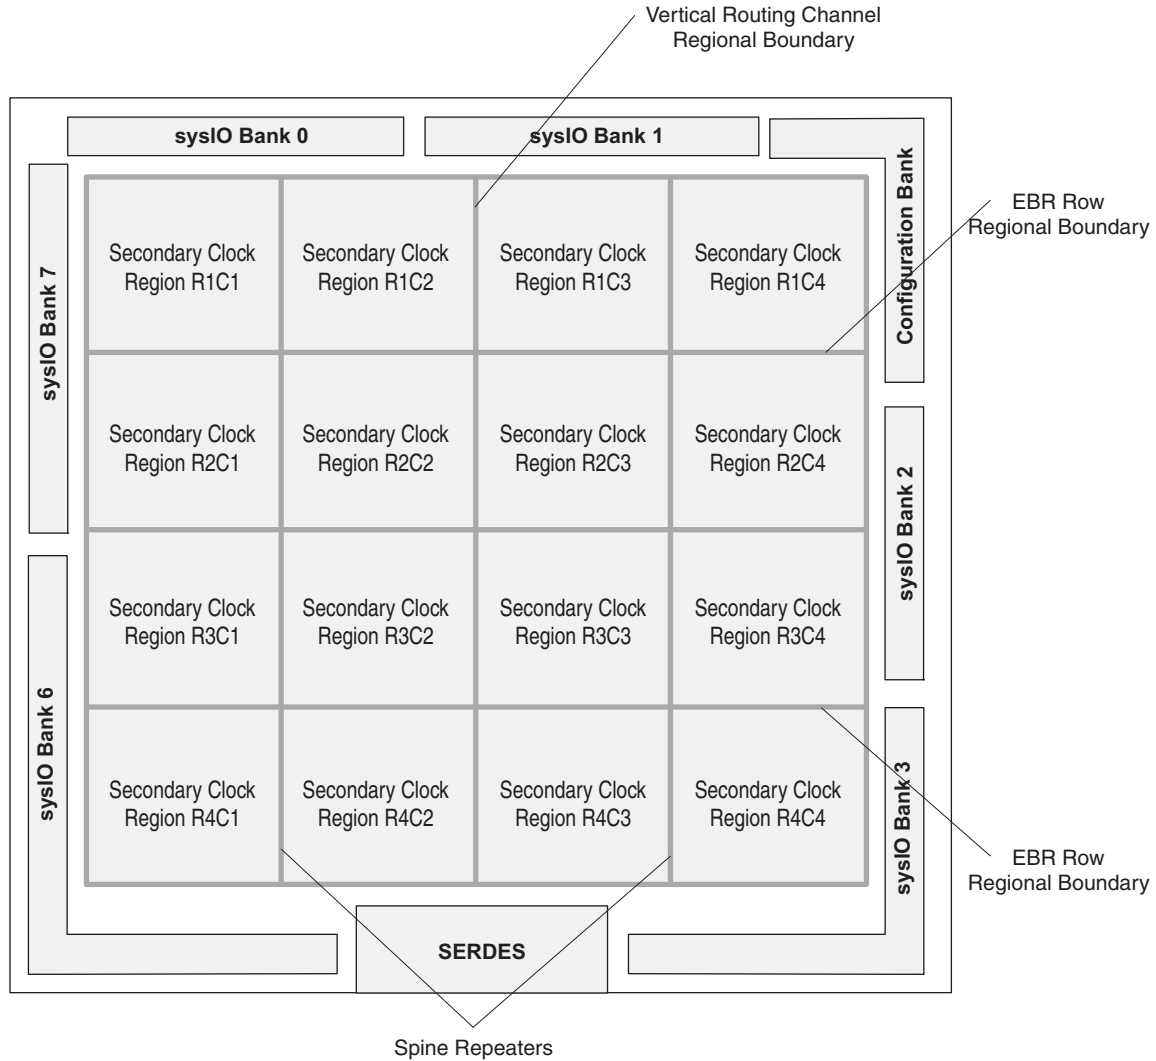 Vertical Routing Channel
Regional Boundary
sysIO Bank 0
sysIO Bank 1
Configuration Bank
EBR Row
Regional Boundary
sysIO Bank 7
Secondary Clock
Region R1C1
Secondary Clock
Region R1C2
Secondary Clock
Region R1C3
Secondary Clock
Region R1C4
Secondary Clock
Region R2C1
Secondary Clock
Region R2C2
Secondary Clock
Region R2C3
Secondary Clock
Region R2C4
sysIO Bank 2
Secondary Clock
Region R3C1
Secondary Clock
Region R3C2
Secondary Clock
Region R3C3
Secondary Clock
Region R3C4
sysIO Bank 6
Secondary Clock
Region R4C1
Secondary Clock
Region R4C2
Secondary Clock
Region R4C3
Secondary Clock
Region R4C4
sysIO Bank 3
EBR Row
Regional Boundary
SERDES
Spine Repeaters